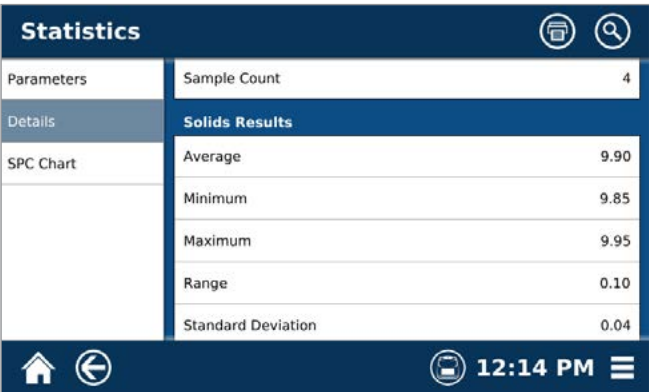 Statistics
Parameters
Details
SPC Chart
Sample Count 4
Solids Results
Average 9.90
Minimum 9.85
Maximum 9.95
Range 0.10
Standard Deviation 0.04
12:14 PM